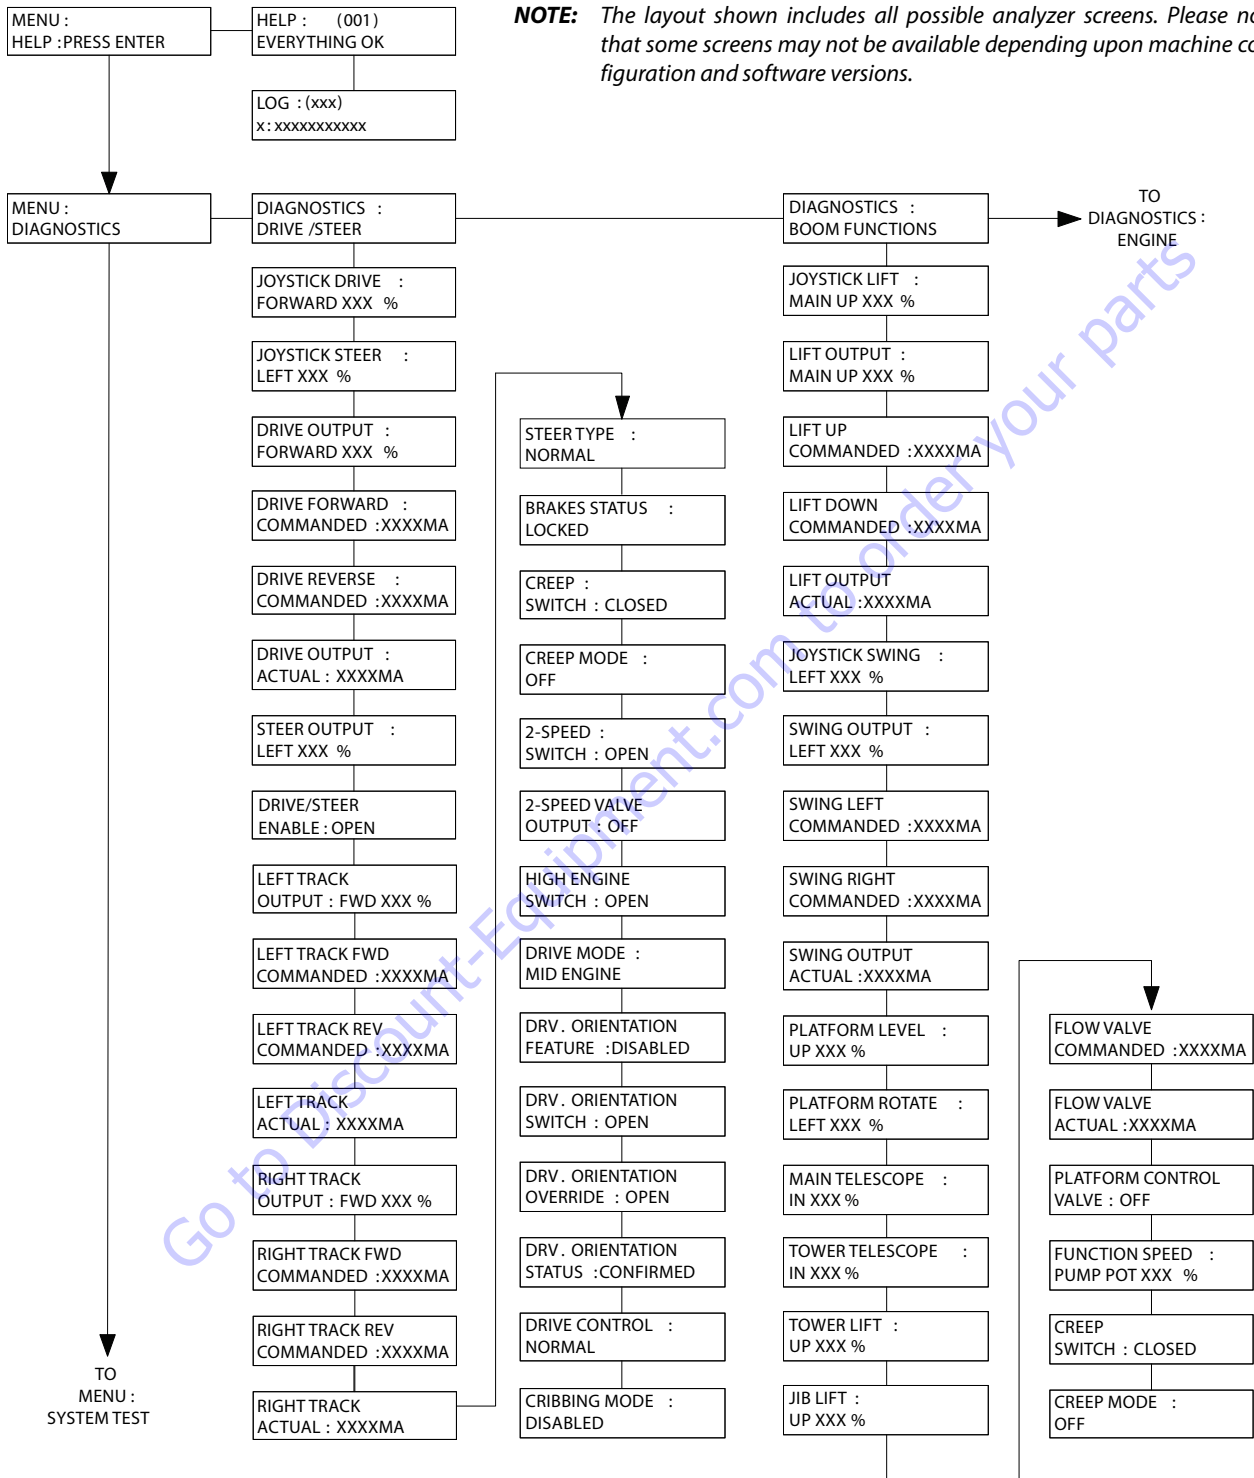 MENU :
HELP : PRESS ENTER
HELP : (001)
EVERYTHING OK
LOG : (xxx)
x : xxxxxxxxxxx
NOTE: The layout shown includes all possible analyzer screens. Please no
that some screens may not be available depending upon machine co
figuration and software versions.
MENU :
DIAGNOSTICS
TO
MENU :
SYSTEM TEST
DIAGNOSTICS :
DRIVE /STEER
JOYSTICK DRIVE :
FORWARD XXX %
JOYSTICK STEER :
LEFT XXX %
DRIVE OUTPUT :
FORWARD XXX %
DRIVE FORWARD :
COMMANDED :XXXXMA
DRIVE REVERSE :
COMMANDED :XXXXMA
DRIVE OUTPUT :
ACTUAL : XXXXMA
STEER OUTPUT :
LEFT XXX %
DRIVE/STEER
ENABLE : OPEN
LEFT TRACK
OUTPUT : FWD XXX %
LEFT TRACK FWD
COMMANDED :XXXXMA
LEFT TRACK REV
COMMANDED :XXXXMA
LEFT TRACK
ACTUAL : XXXXMA
RIGHT TRACK
OUTPUT : FWD XXX %
RIGHT TRACK FWD
COMMANDED :XXXXMA
RIGHT TRACK REV
COMMANDED :XXXXMA
RIGHT TRACK
ACTUAL : XXXXMA
STEER TYPE :
NORMAL
BRAKES STATUS :
LOCKED
CREEP :
SWITCH : CLOSED
CREEP MODE :
OFF
2-SPEED :
SWITCH : OPEN
2-SPEED VALVE
OUTPUT : OFF
HIGH ENGINE
SWITCH : OPEN
DRIVE MODE :
MID ENGINE
DRV . ORIENTATION
FEATURE :DISABLED
DRV . ORIENTATION
SWITCH : OPEN
DRV . ORIENTATION
OVERRIDE : OPEN
DRV . ORIENTATION
STATUS :CONFIRMED
DRIVE CONTROL :
NORMAL
CRIBBING MODE :
DISABLED
DIAGNOSTICS :
BOOM FUNCTIONS
JOYSTICK LIFT :
MAIN UP XXX %
LIFT OUTPUT :
MAIN UP XXX %
LIFT UP
COMMANDED :XXXXMA
LIFT DOWN
COMMANDED :XXXXMA
LIFT OUTPUT
ACTUAL :XXXXMA
JOYSTICK SWING :
LEFT XXX %
SWING OUTPUT :
LEFT XXX %
SWING LEFT
COMMANDED :XXXXMA
SWING RIGHT
COMMANDED :XXXXMA
SWING OUTPUT
ACTUAL :XXXXMA
PLATFORM LEVEL :
UP XXX %
PLATFORM ROTATE :
LEFT XXX %
MAIN TELESCOPE :
IN XXX %
TOWER TELESCOPE :
IN XXX %
TOWER LIFT :
UP XXX %
JIB LIFT :
UP XXX %
TO
DIAGNOSTICS :
ENGINE
FLOW VALVE
COMMANDED :XXXXMA
FLOW VALVE
ACTUAL :XXXXMA
PLATFORM CONTROL
VALVE : OFF
FUNCTION SPEED :
PUMP POT XXX %
CREEP
SWITCH : CLOSED
CREEP MODE :
OFF
Go to Discount-Equipment.com to order your parts